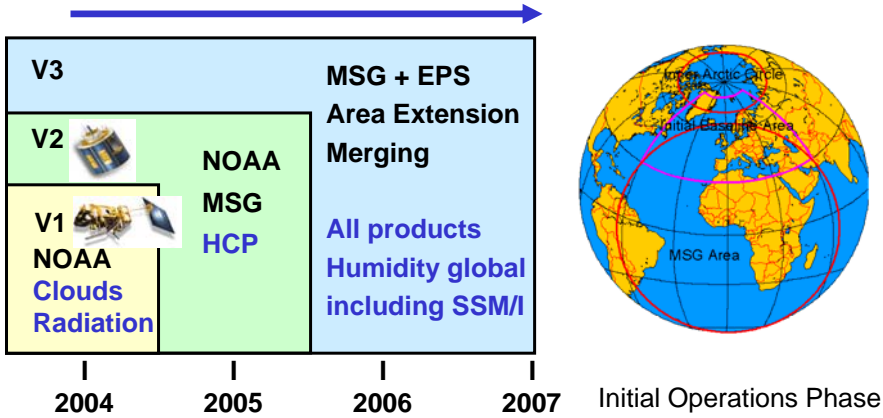 V3
MSG + EPS
Area Extension
Merging
All products
Humidity global
including SSM/I
V2
NOAA
MSG
HCP
V1
NOAA
Clouds
Radiation
2004
2005
2006
2007
Inner Arctic Circle
Initial Baseline Area
MSG Area
Initial Operations Phase